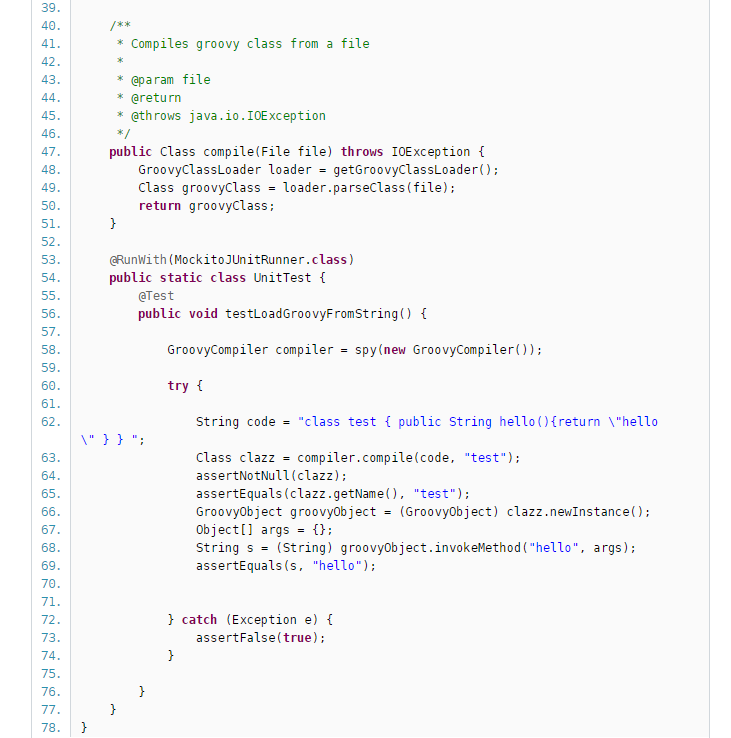 39.
40. /**
41. * Compiles groovy class from a file
42. *
43. * @param file
44. * @return
45. * @throws java.io.IOException
46. */
47. public Class compile(File file) throws IOException {
48. GroovyClassLoader loader = getGroovyClassLoader();
49. Class groovyClass = loader.parseClass(file);
50. return groovyClass;
51. }
52.
53. @RunWith(MockitoJUnitRunner.class)
54. public static class UnitTest {
55. @Test
56. public void testLoadGroovyFromString() {
57.
58. GroovyCompiler compiler = spy(new GroovyCompiler());
59.
60. try {
61.
62. String code = "class test { public String hello(){return \"hello
\" } } ";
63. Class clazz = compiler.compile(code, "test");
64. assertNotNull(clazz);
65. assertEquals(clazz.getName(), "test");
66. GroovyObject groovyObject = (GroovyObject) clazz.newInstance();
67. Object[] args = {};
68. String s = (String) groovyObject.invokeMethod("hello", args);
69. assertEquals(s, "hello");
70.
71.
72. } catch (Exception e) {
73. assertFalse(true);
74. }
75.
76. }
77. }
78. }